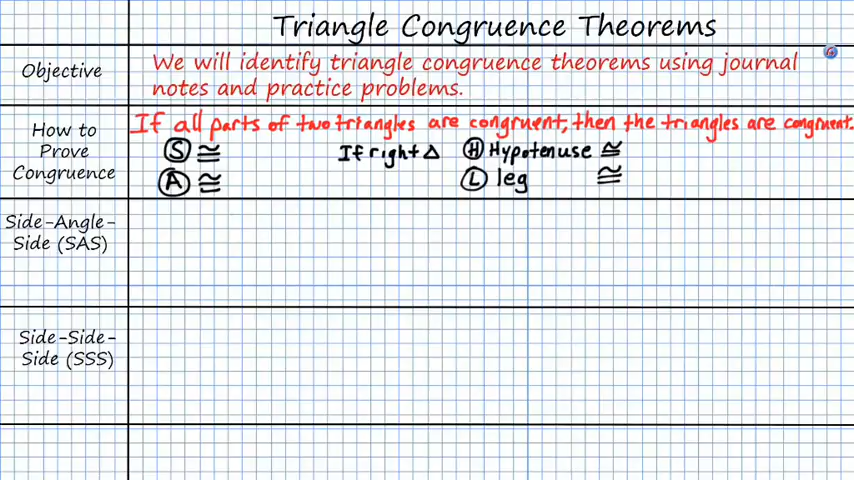 Triangle Congruence Theorems
Objective
We will identify triangle congruence theorems using journal
notes and practice problems.
How to
Prove
Congruence
If all parts of two triangles are congruent, then the triangles are congruent.
S ≅ If right △ H Hypotenuse ≅
A ≅ L leg ≅
Side-Angle-
Side (SAS)
Side-Side-
Side (SSS)